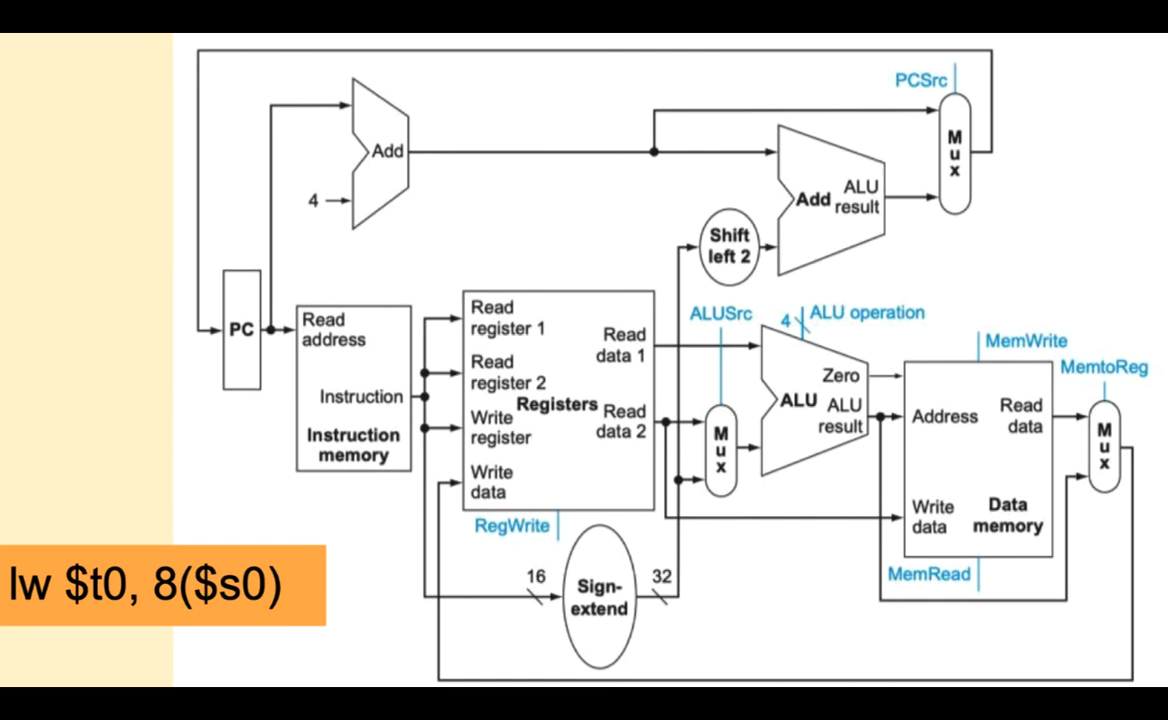 PCSrc
M
u
x
Add
4
Add
ALU
result
Shift
left 2
PC
Read
address
Instruction
Instruction
memory
Read
register 1
Read
register 2
Write
register
Write
data
Registers
Read
data 1
Read
data 2
RegWrite
ALUSrc
M
u
x
4
ALU operation
Zero
ALU
ALU
result
MemWrite
MemtoReg
Address
Read
data
Write
data
Data
memory
M
u
x
MemRead
16
Sign-
extend
32
lw $t0, 8($s0)